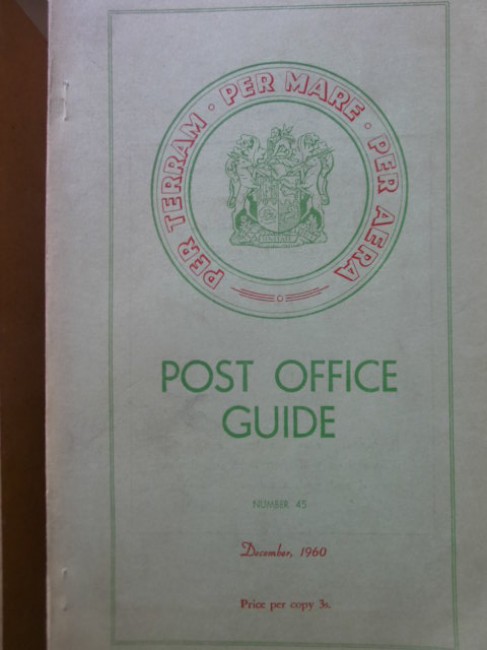 PER TERRAM · PER MARE · PER AERA
POST OFFICE
GUIDE
NUMBER 45
December, 1960
Price per copy 3s.